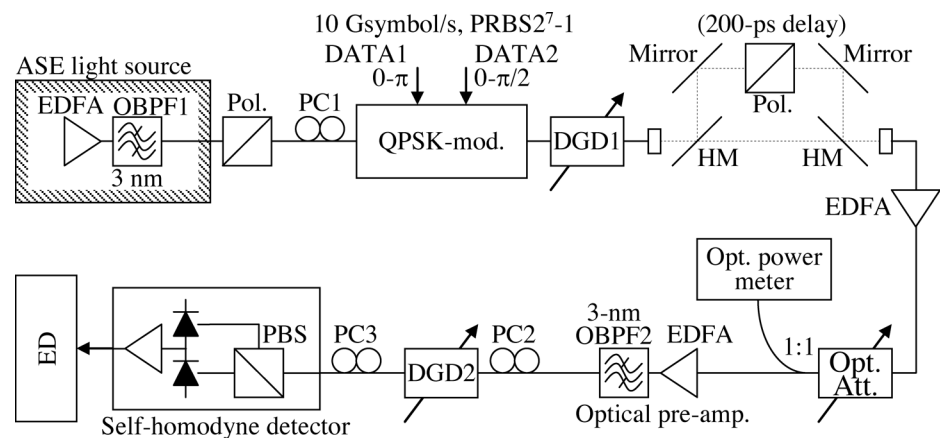 10 Gsymbol/s, PRBS2⁷-1
(200-ps delay)
DATA1 DATA2
0-π 0-π/2
Mirror Mirror
ASE light source
EDFA OBPF1
3 nm
Pol.
PC1
QPSK-mod.
DGD1
Pol.
HM HM
EDFA
Opt. power
meter
1:1
Opt.
Att.
EDFA
3-nm
OBPF2
Optical pre-amp.
PC2
DGD2
PC3
PBS
Self-homodyne detector
ED